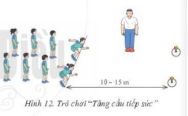 10 – 15 m
Hình 12. Trò chơi "Tâng cầu tiếp sức"